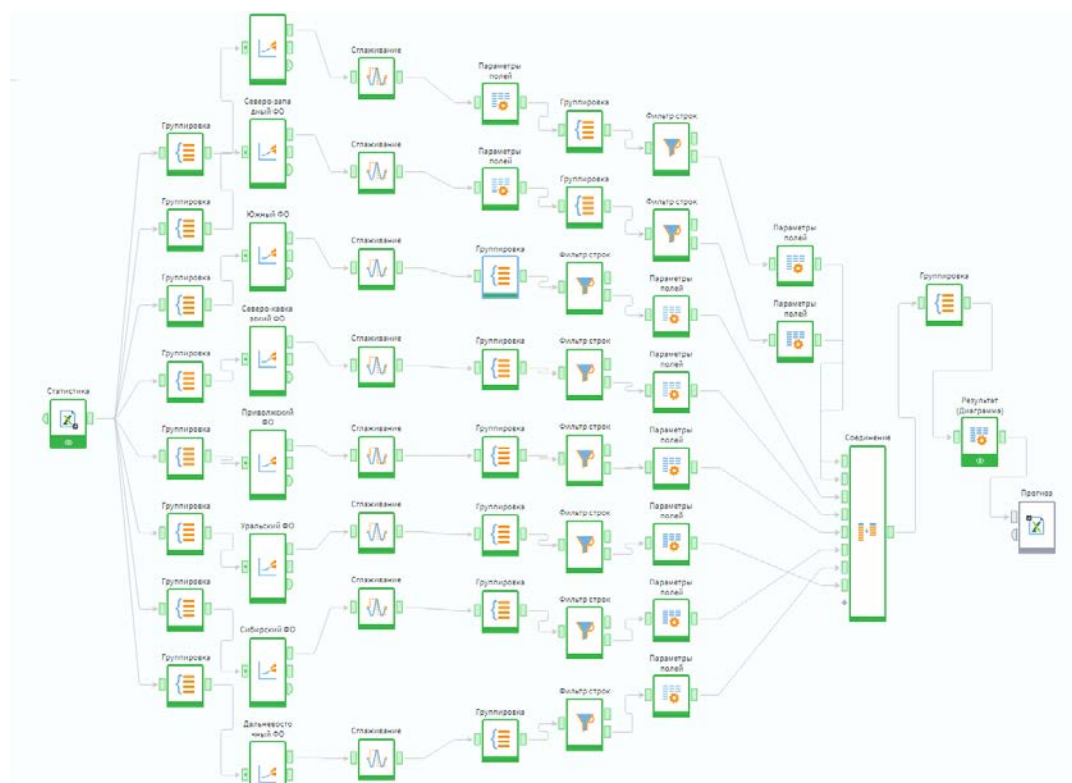 Сглаживание
Параметры
полей
Группировка
Фильтр строк
Северо-запа
дный ФО
Группировка
Сглаживание
Параметры
полей
Группировка
Фильтр строк
Параметры
полей
Группировка
Южный ФО
Сглаживание
Группировка
Фильтр строк
Параметры
полей
Группировка
Параметры
полей
Группировка
Северо-кавка
зский ФО
Сглаживание
Группировка
Фильтр строк
Параметры
полей
Группировка
Статистика
Результат
(Диаграмма)
Приволжский
ФО
Группировка
Сглаживание
Группировка
Фильтр строк
Параметры
полей
Соединение
Группировка
Уральский ФО
Сглаживание
Группировка
Фильтр строк
Параметры
полей
Прогноз
Группировка
Сибирский ФО
Сглаживание
Группировка
Фильтр строк
Параметры
полей
Группировка
Дальневосто
чный ФО
Сглаживание
Группировка
Фильтр строк
Параметры
полей